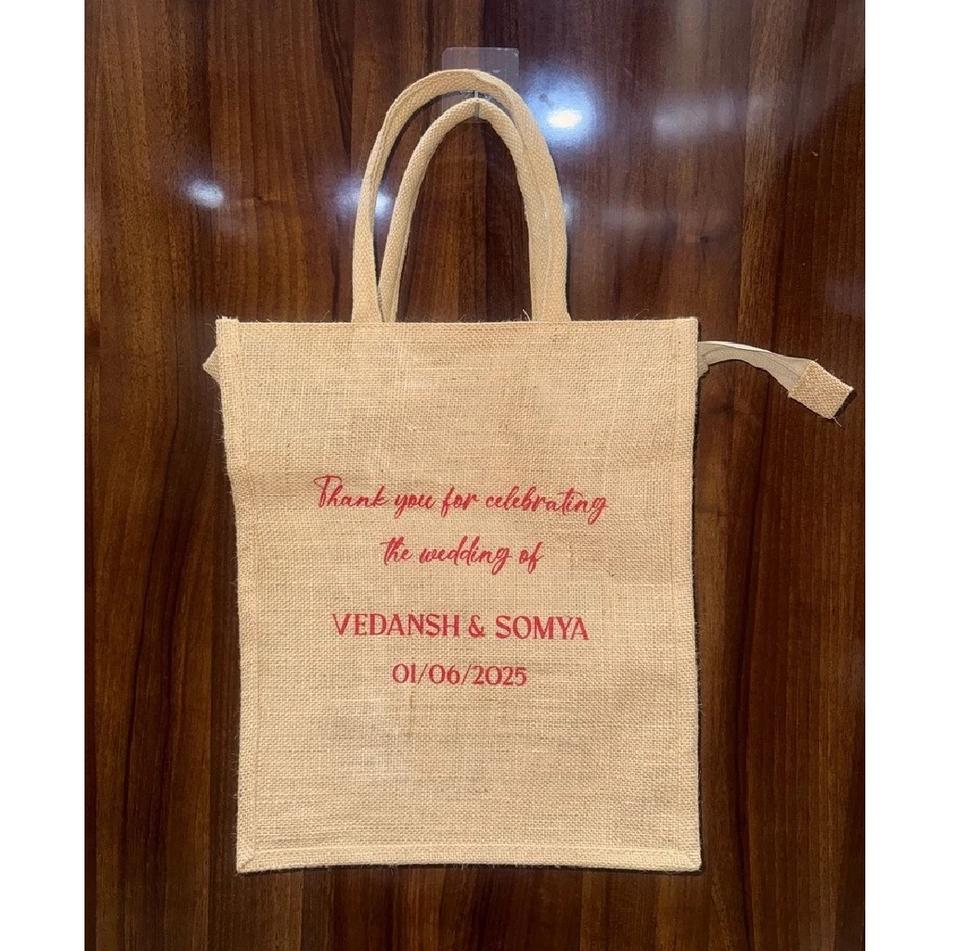 Thank you for celebrating
the wedding of
VEDANSH & SOMYA
01/06/2025